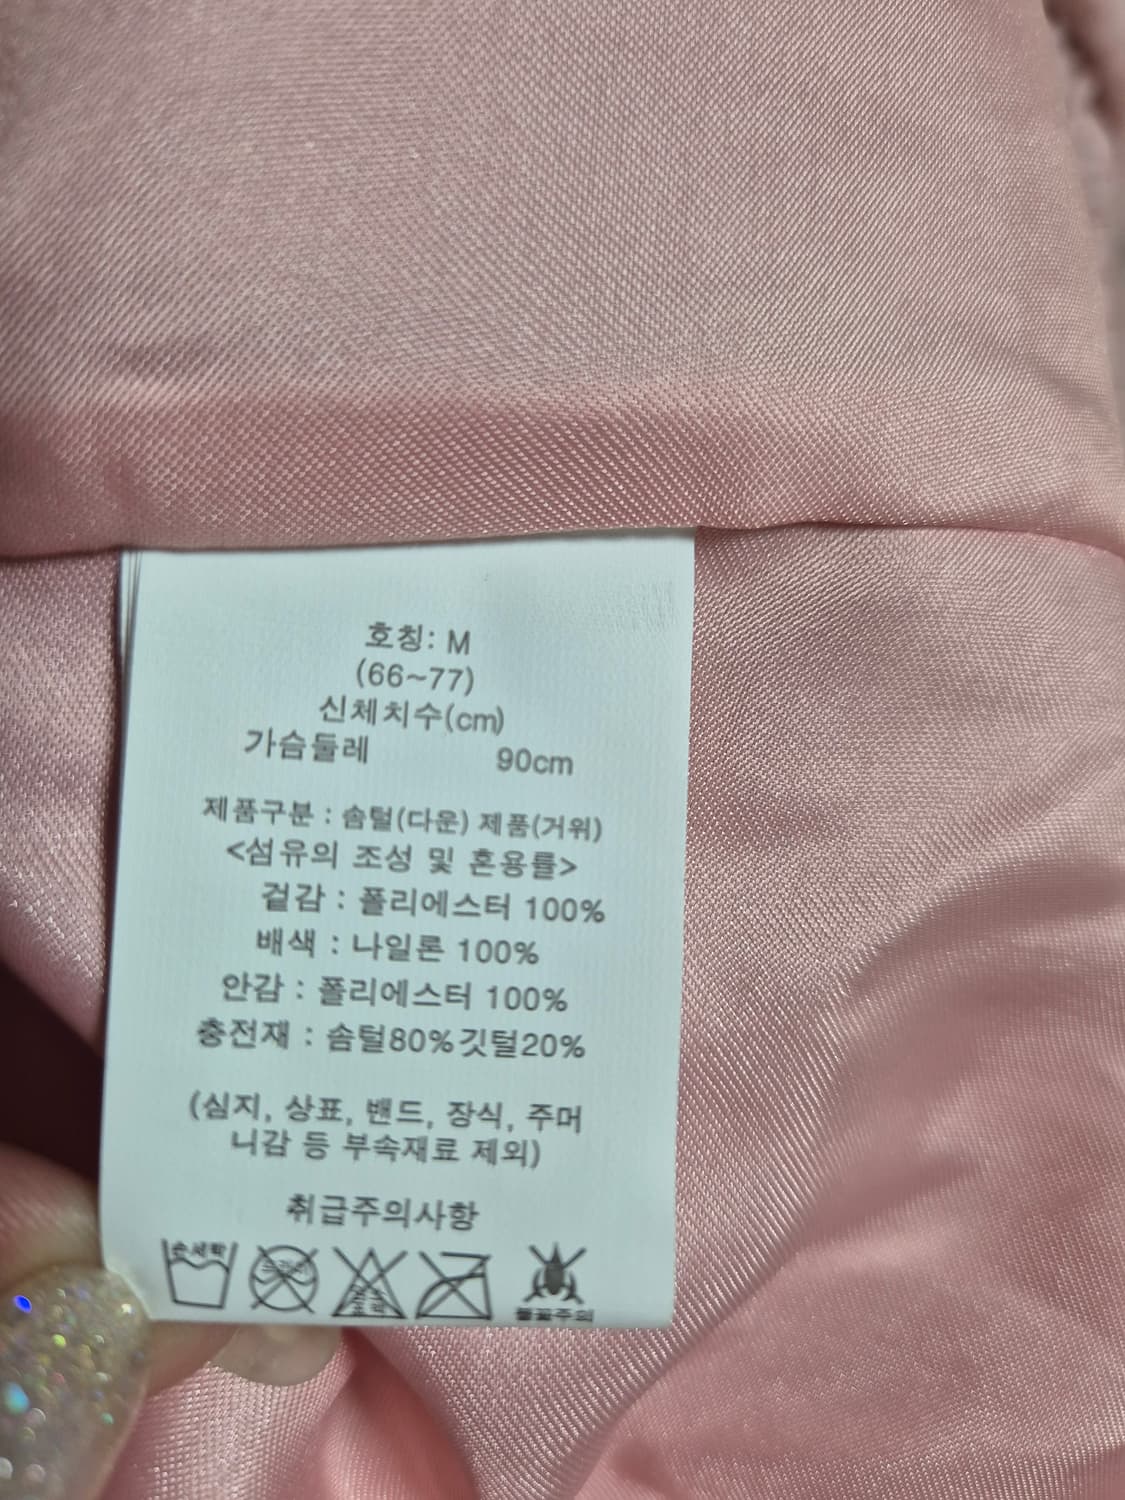 호칭: M
(66~77)
신체치수(cm)
가슴둘레 90cm
제품구분 : 솜털(다운) 제품(거위)
<섬유의 조성 및 혼용률>
겉감 : 폴리에스터 100%
배색 : 나일론 100%
안감 : 폴리에스터 100%
충전재 : 솜털80%깃털20%
(심지, 상표, 밴드, 장식, 주머
니감 등 부속재료 제외)
취급주의사항
손세탁
불꽃주의